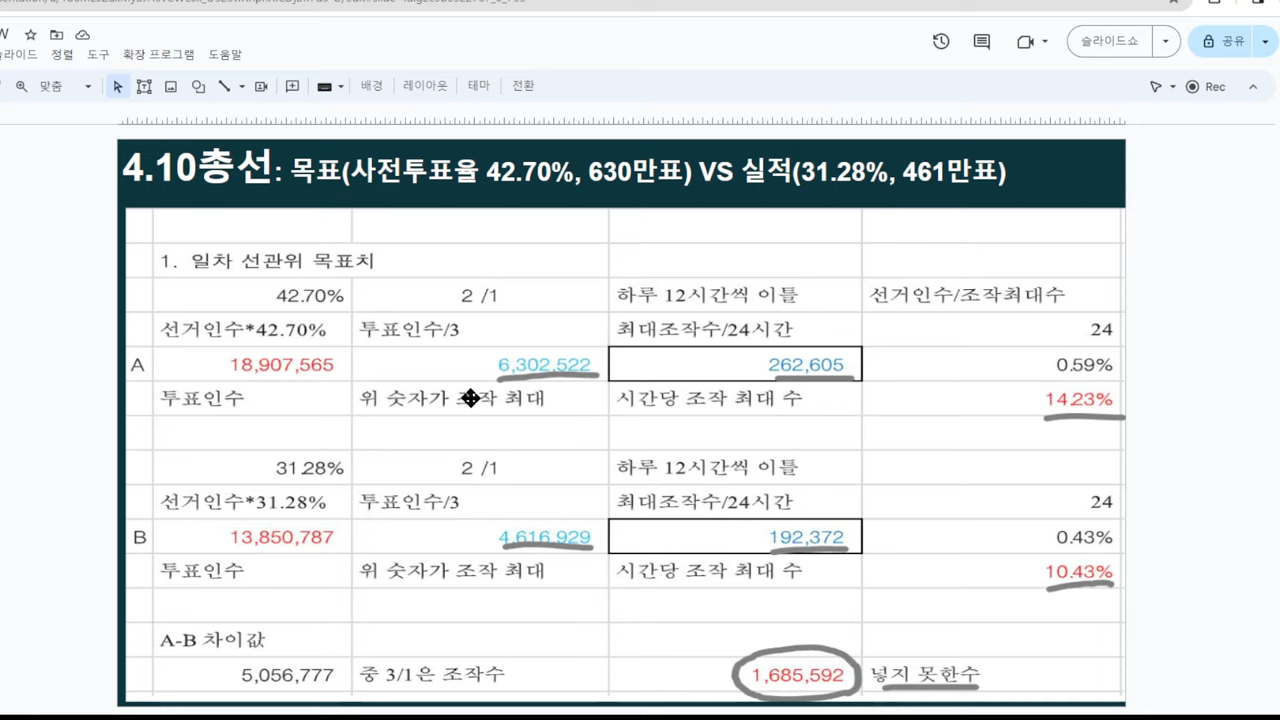 슬라이드 정렬 도구 확장 프로그램 도움말
슬라이드쇼
공유
맞춤
배경 레이아웃 테마 전환
Rec
4.10총선: 목표(사전투표율 42.70%, 630만표) VS 실적(31.28%, 461만표)
1. 일차 선관위 목표치
42.70% 2 /1 하루 12시간씩 이틀 선거인수/조작최대수
선거인수*42.70% 투표인수/3 최대조작수/24시간 24
A 18,907,565 6,302,522 262,605 0.59%
투표인수 위 숫자가 조작 최대 시간당 조작 최대 수 14.23%
31.28% 2 /1 하루 12시간씩 이틀
선거인수*31.28% 투표인수/3 최대조작수/24시간 24
B 13,850,787 4,616,929 192,372 0.43%
투표인수 위 숫자가 조작 최대 시간당 조작 최대 수 10.43%
A-B 차이값
5,056,777 중 3/1은 조작수 1,685,592 넣지 못한수